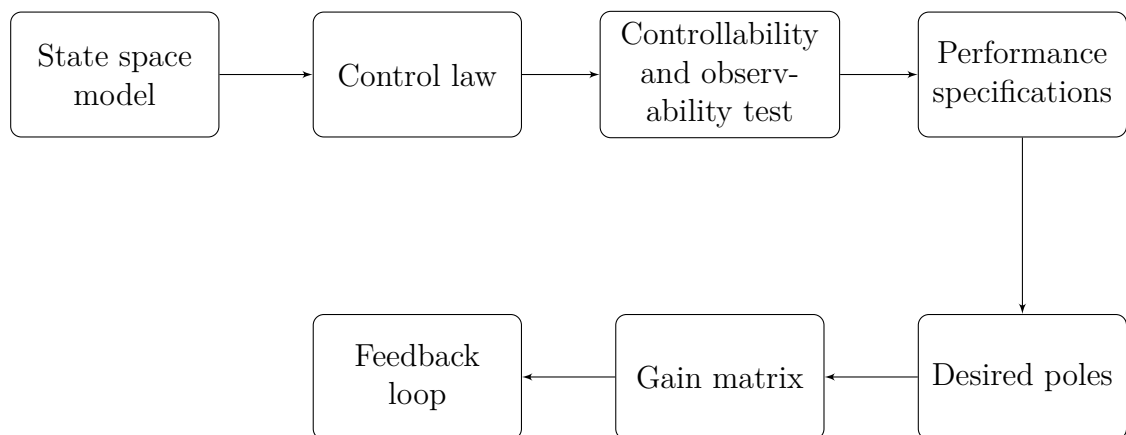 State space
model
Control law
Controllability
and observ-
ability test
Performance
specifications
Feedback
loop
Gain matrix
Desired poles